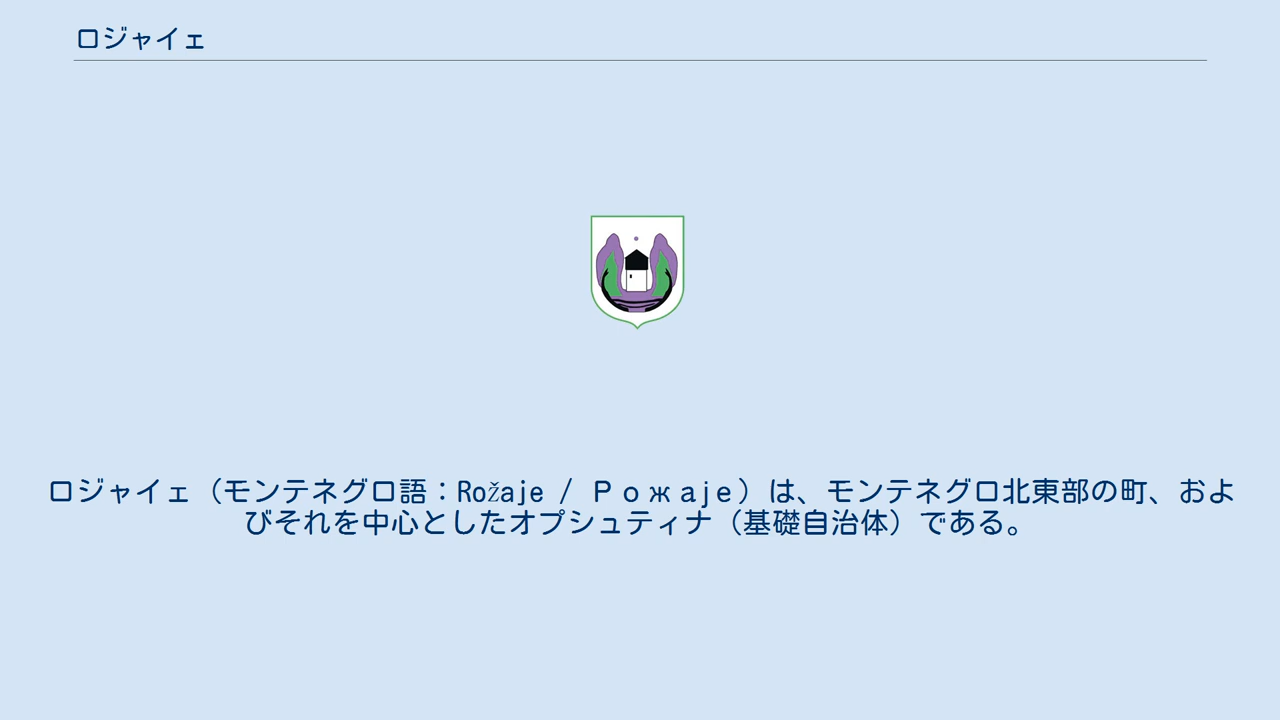 ロジャイェ
ロジャイェ（モンテネグロ語：Rožaje / Рожаje）は、モンテネグロ北東部の町、およ
びそれを中心としたオプシュティナ（基礎自治体）である。